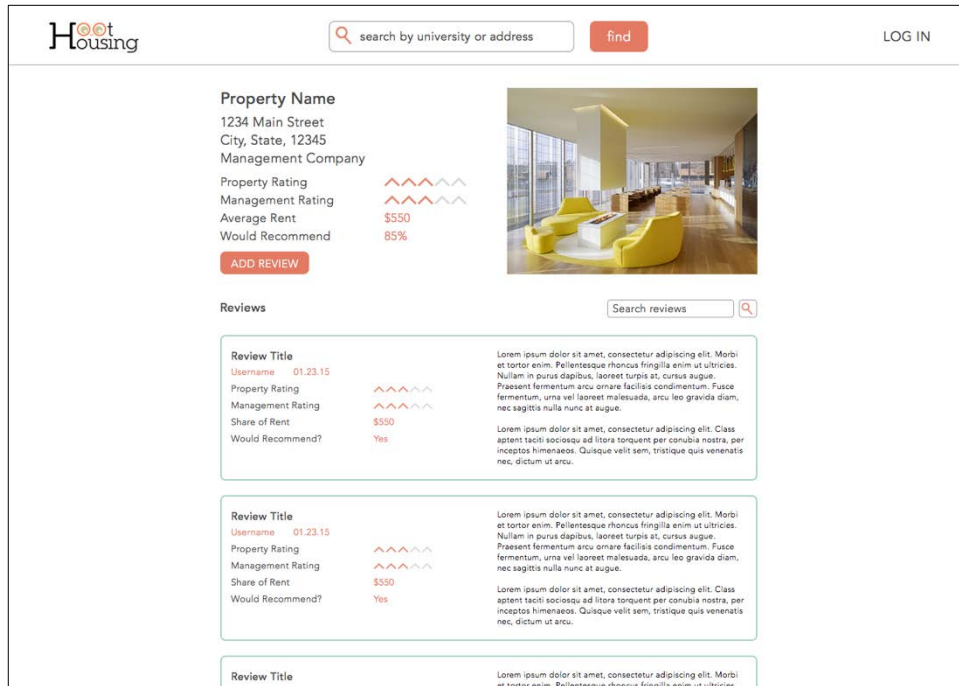 Hoot
Housing
search by university or address
find
LOG IN
Property Name
1234 Main Street
City, State, 12345
Management Company
Property Rating
Management Rating
Average Rent $550
Would Recommend 85%
ADD REVIEW
Reviews
Search reviews
Review Title
Username 01.23.15
Property Rating
Management Rating
Share of Rent $550
Would Recommend? Yes
Lorem ipsum dolor sit amet, consectetur adipiscing elit. Morbi
et tortor enim. Pellentesque rhoncus fringilla enim ut ultricies.
Nullam in purus dapibus, laoreet turpis at, cursus augue.
Praesent fermentum arcu ornare facilisis condimentum. Fusce
fermentum, urna vel laoreet malesuada, arcu leo gravida diam,
nec sagittis nulla nunc at augue.
Lorem ipsum dolor sit amet, consectetur adipiscing elit. Class
aptent taciti sociosqu ad litora torquent per conubia nostra, per
inceptos himenaeos. Quisque velit sem, tristique quis venenatis
nec, dictum ut arcu.
Review Title
Username 01.23.15
Property Rating
Management Rating
Share of Rent $550
Would Recommend? Yes
Lorem ipsum dolor sit amet, consectetur adipiscing elit. Morbi
et tortor enim. Pellentesque rhoncus fringilla enim ut ultricies.
Nullam in purus dapibus, laoreet turpis at, cursus augue.
Praesent fermentum arcu ornare facilisis condimentum. Fusce
fermentum, urna vel laoreet malesuada, arcu leo gravida diam,
nec sagittis nulla nunc at augue.
Lorem ipsum dolor sit amet, consectetur adipiscing elit. Class
aptent taciti sociosqu ad litora torquent per conubia nostra, per
inceptos himenaeos. Quisque velit sem, tristique quis venenatis
nec, dictum ut arcu.
Review Title
Lorem ipsum dolor sit amet, consectetur adipiscing elit. Morbi
et tortor enim. Pellentesque rhoncus fringilla enim ut ultricies.